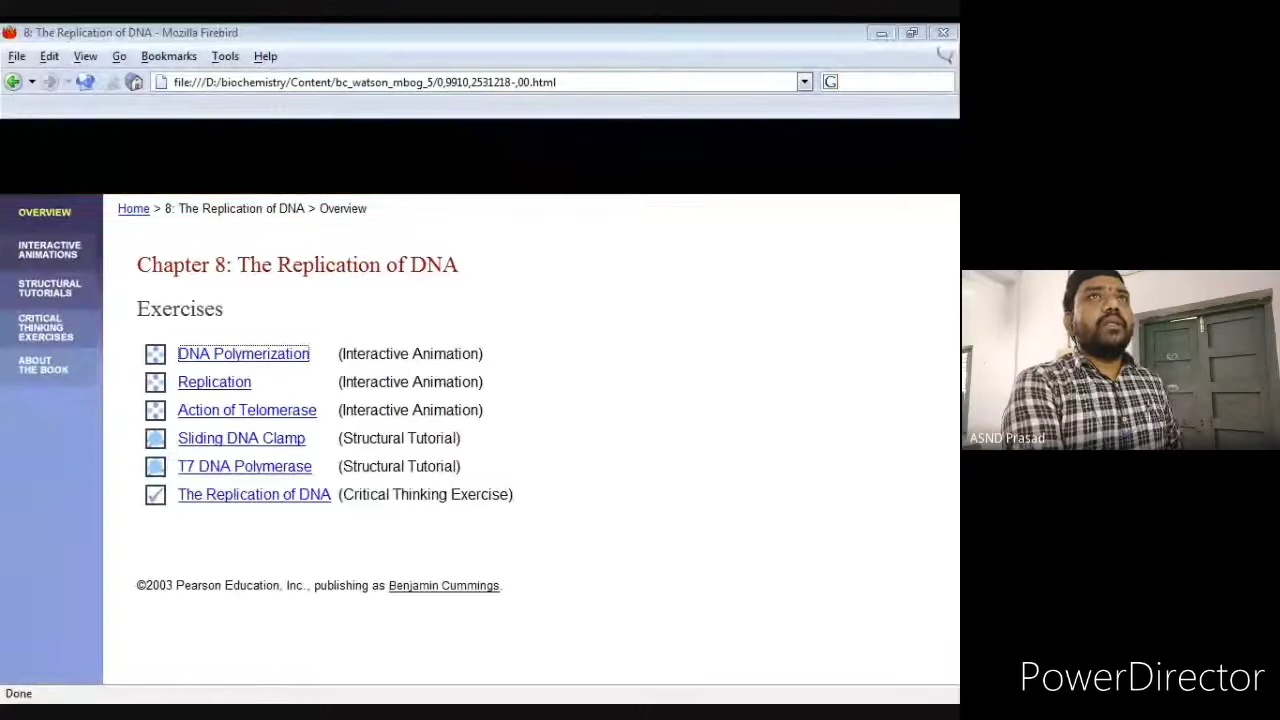 8: The Replication of DNA - Mozilla Firebird
File Edit View Go Bookmarks Tools Help
file:///D:/biochemistry/Content/bc_watson_mbog_5/0,9910,2531218-,00.html
G
OVERVIEW
INTERACTIVE
ANIMATIONS
STRUCTURAL
TUTORIALS
CRITICAL
THINKING
EXERCISES
ABOUT
THE BOOK
Home > 8: The Replication of DNA > Overview
Chapter 8: The Replication of DNA
Exercises
DNA Polymerization (Interactive Animation)
Replication (Interactive Animation)
Action of Telomerase (Interactive Animation)
Sliding DNA Clamp (Structural Tutorial)
T7 DNA Polymerase (Structural Tutorial)
The Replication of DNA (Critical Thinking Exercise)
©2003 Pearson Education, Inc., publishing as Benjamin Cummings.
Done
ASND Prasad
PowerDirector